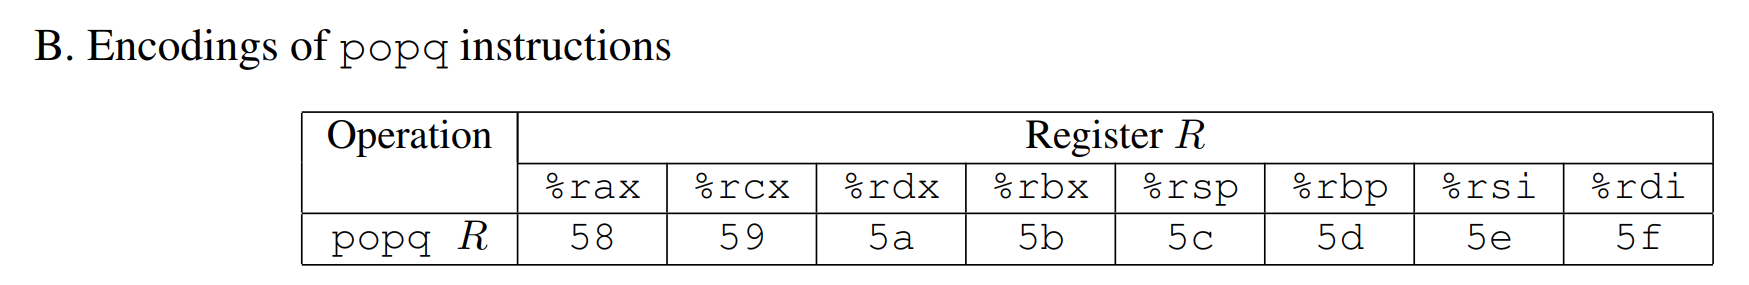 B. Encodings of popq instructions
Operation Register R
%rax %rcx %rdx %rbx %rsp %rbp %rsi %rdi
popq R 58 59 5a 5b 5c 5d 5e 5f